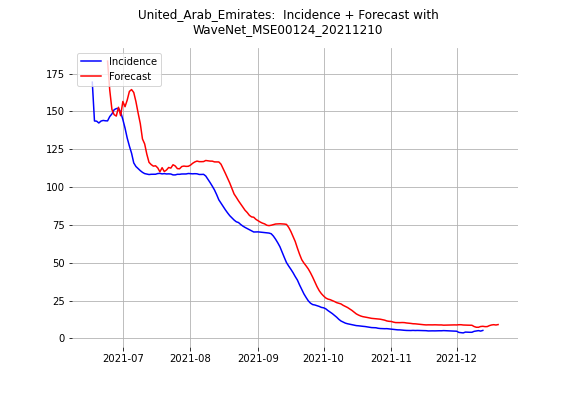 United_Arab_Emirates:  Incidence + Forecast with
WaveNet_MSE00124_20211210
Incidence
Forecast
175
150
125
100
75
50
25
0
2021-07 2021-08 2021-09 2021-10 2021-11 2021-12